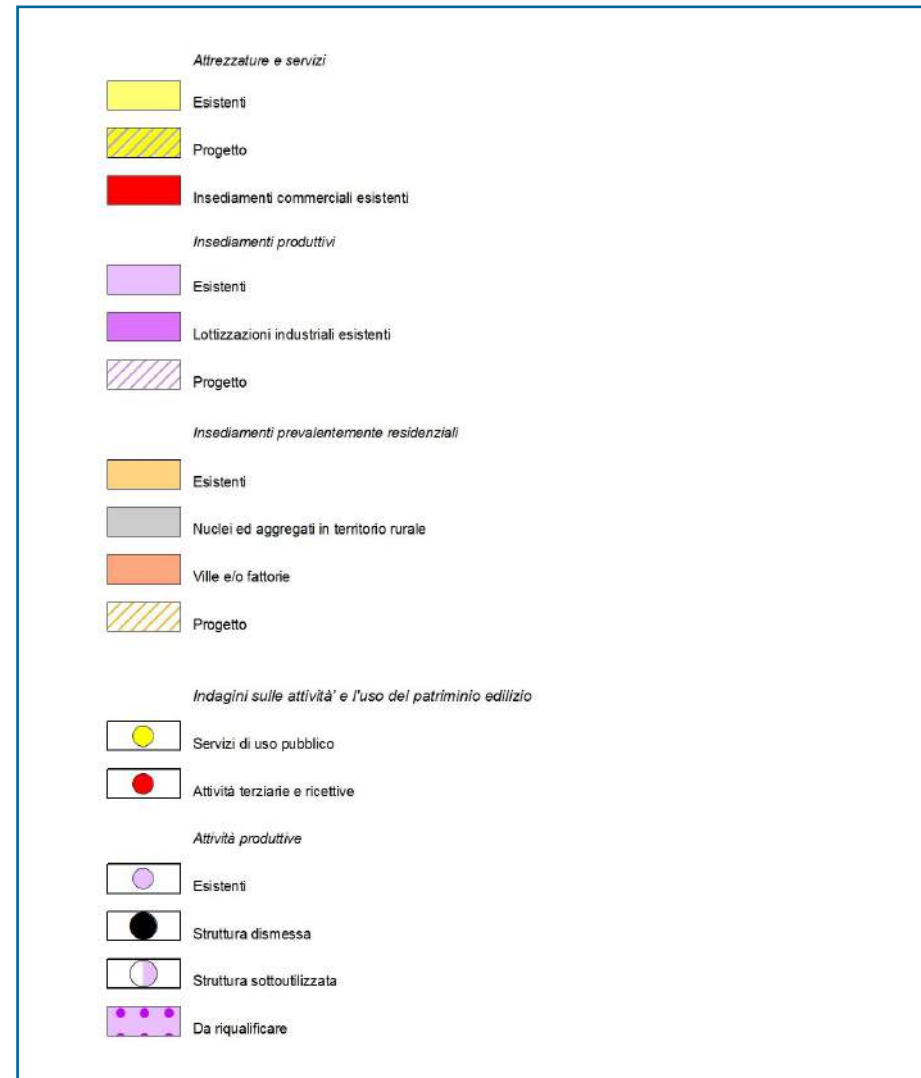 Attrezzature e servizi
Esistenti
Progetto
Insediamenti commerciali esistenti
Insediamenti produttivi
Esistenti
Lottizzazioni industriali esistenti
Progetto
Insediamenti prevalentemente residenziali
Esistenti
Nuclei ed aggregati in territorio rurale
Ville e/o fattorie
Progetto
Indagini sulle attività' e l'uso del patriminio edilizio
Servizi di uso pubblico
Attività terziarie e ricettive
Attività produttive
Esistenti
Struttura dismessa
Struttura sottoutilizzata
Da riqualificare